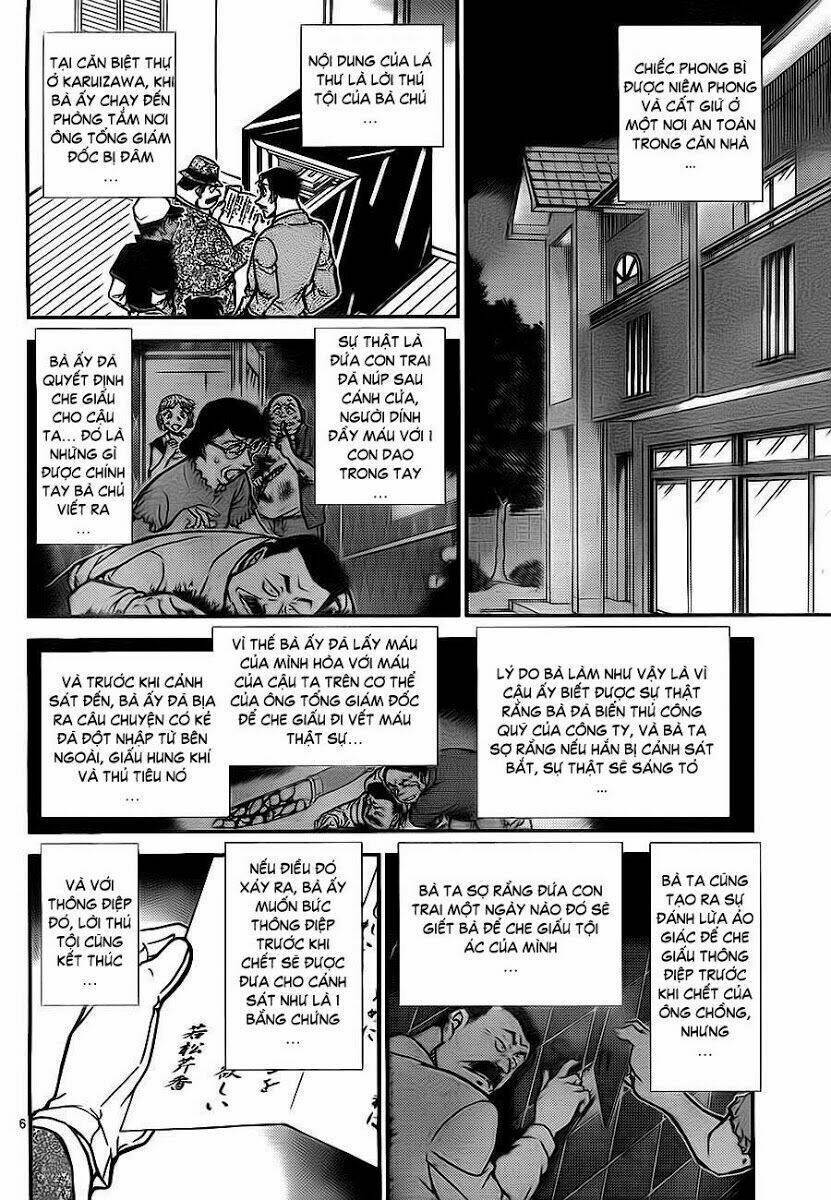 CHIẾC PHONG BÌ
ĐƯỢC NIÊM PHONG
VÀ CẤT GIỮ Ở
MỘT NƠI AN TOÀN
TRONG CĂN NHÀ
...
NỘI DUNG CỦA LÁ
THƯ LÀ LỜI THÚ
TỘI CỦA BÀ CHỦ
...
TẠI CĂN BIỆT THỰ
Ở KARUIZAWA, KHI
BÀ ẤY CHẠY ĐẾN
PHÒNG TẮM NƠI
ÔNG TỔNG GIÁM
ĐỐC BỊ ĐÂM
...
SỰ THẬT LÀ
ĐỨA CON TRAI
ĐÃ NÚP SAU
CÁNH CỬA,
NGƯỜI DÍNH
ĐẦY MÁU VỚI 1
CON DAO
TRONG TAY
...
BÀ ẤY ĐÃ
QUYẾT ĐỊNH
CHE GIẤU
CHO CẬU
TA... ĐÓ LÀ
NHỮNG GÌ
ĐƯỢC CHÍNH
TAY BÀ CHỦ
VIẾT RA
...
LÝ DO BÀ LÀM NHƯ VẬY LÀ VÌ
CẬU ẤY BIẾT ĐƯỢC SỰ THẬT
RẰNG BÀ ĐÃ BIỂN THỦ CÔNG
QUỸ CỦA CÔNG TY, VÀ BÀ TA
SỢ RẰNG NẾU HẮN BỊ CẢNH SÁT
BẮT, SỰ THẬT SẼ SÁNG TỎ
...
VÌ THẾ BÀ ẤY ĐÃ LẤY MÁU
CỦA MÌNH HÒA VỚI MÁU
CỦA CẬU TA TRÊN CƠ THỂ
CỦA ÔNG TỔNG GIÁM ĐỐC
ĐỂ CHE GIẤU ĐI VẾT MÁU
THẬT SỰ...
VÀ TRƯỚC KHI CẢNH
SÁT ĐẾN, BÀ ẤY ĐÃ BỊA
RA CÂU CHUYỆN CÓ KẺ
ĐÃ ĐỘT NHẬP TỪ BÊN
NGOÀI, GIẤU HUNG KHÍ
VÀ THỦ TIÊU NÓ
...
BÀ TA CŨNG
TẠO RA SỰ
ĐÁNH LỪA ẢO
GIÁC ĐỂ CHE
GIẤU THÔNG
ĐIỆP TRƯỚC
KHI CHẾT CỦA
ÔNG CHỒNG,
NHƯNG
...
BÀ TA SỢ RẰNG ĐỨA CON
TRAI MỘT NGÀY NÀO ĐÓ SẼ
GIẾT BÀ ĐỂ CHE GIẤU TỘI
ÁC CỦA MÌNH
...
NẾU ĐIỀU ĐÓ
XẢY RA, BÀ ẤY
MUỐN BỨC
THÔNG ĐIỆP
TRƯỚC KHI
CHẾT SẼ ĐƯỢC
ĐƯA CHO CẢNH
SÁT NHƯ LÀ 1
BẰNG CHỨNG
...
VÀ VỚI
THÔNG ĐIỆP
ĐÓ, LỜI THÚ
TỘI CŨNG
KẾT THÚC
...
若松芹香
6